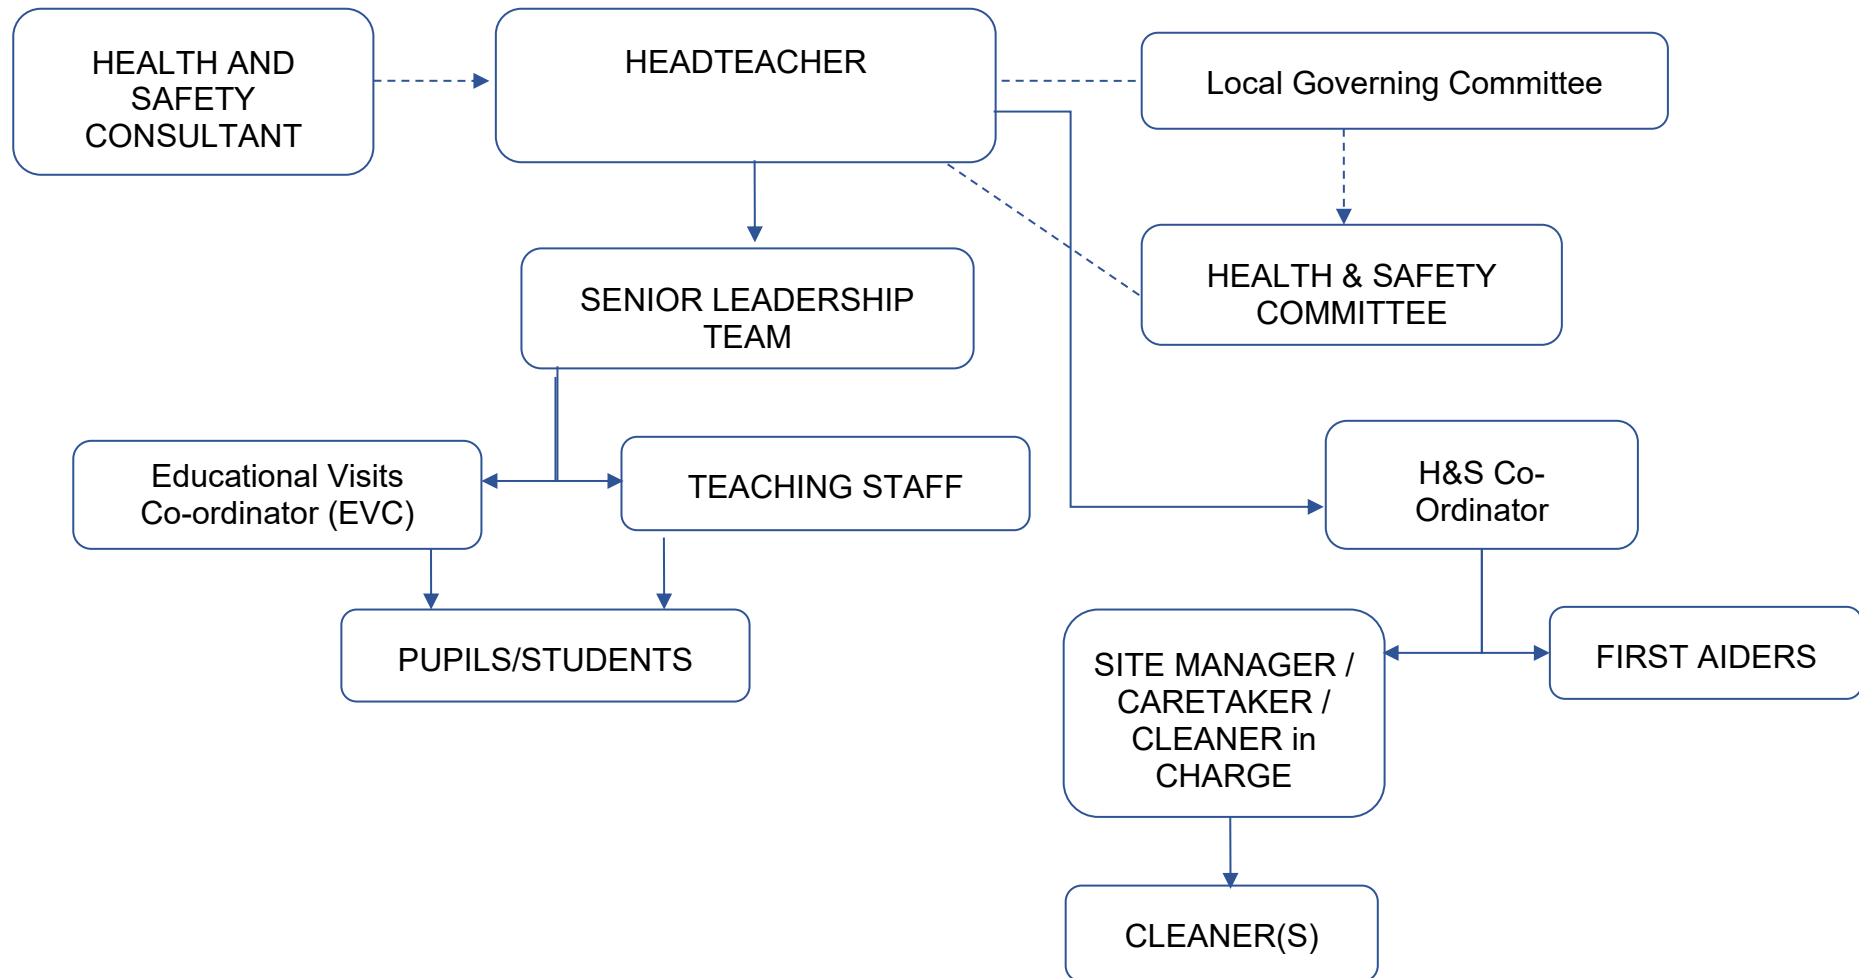 HEALTH AND
SAFETY
CONSULTANT
HEADTEACHER
Local Governing Committee
HEALTH & SAFETY
COMMITTEE
SENIOR LEADERSHIP
TEAM
Educational Visits
Co-ordinator (EVC)
TEACHING STAFF
H&S Co-
Ordinator
PUPILS/STUDENTS
SITE MANAGER /
CARETAKER /
CLEANER in
CHARGE
FIRST AIDERS
CLEANER(S)